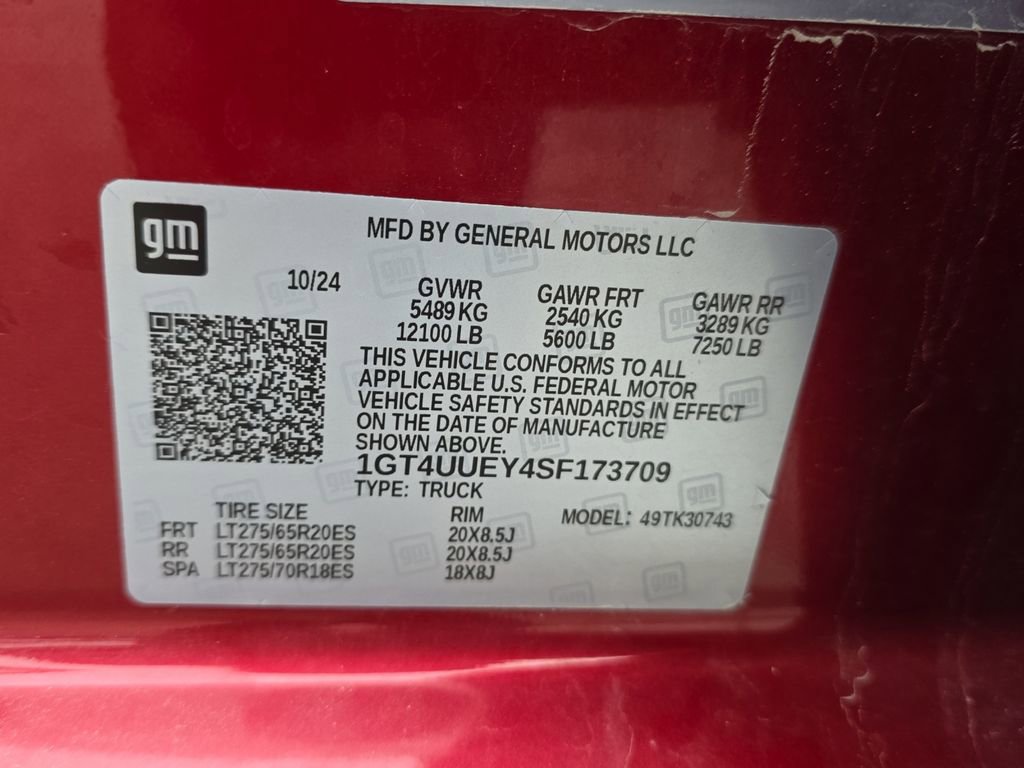 gm
MFD BY GENERAL MOTORS LLC
10/24
GVWR GAWR FRT GAWR RR
5489 KG 2540 KG 3289 KG
12100 LB 5600 LB 7250 LB
THIS VEHICLE CONFORMS TO ALL
APPLICABLE U.S. FEDERAL MOTOR
VEHICLE SAFETY STANDARDS IN EFFECT
ON THE DATE OF MANUFACTURE
SHOWN ABOVE.
1GT4UUEY4SF173709
TYPE: TRUCK
TIRE SIZE RIM MODEL: 49TK30743
FRT LT275/65R20ES 20X8.5J
RR LT275/65R20ES 20X8.5J
SPA LT275/70R18ES 18X8J